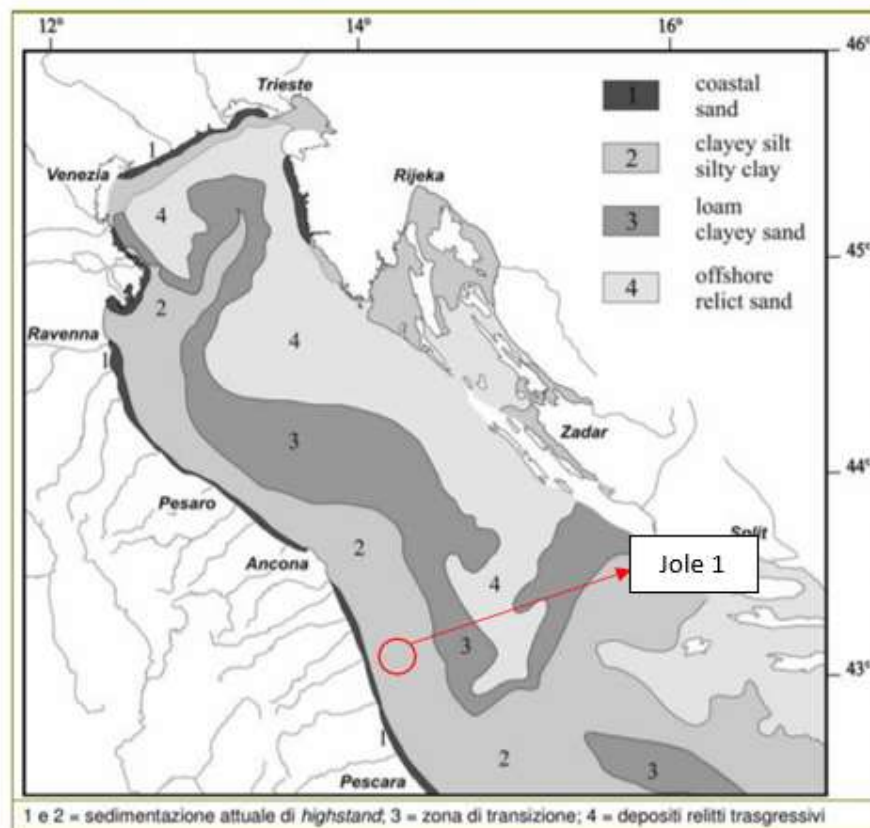 12° 14° 16°
46°
Trieste
1 coastal
sand
1
Venezia
Rijeka
2 clayey silt
silty clay
4
3 loam
clayey sand
45°
4 offshore
relict sand
2
Ravenna
1
4
Zadar
44°
3
Pesaro
Split
2
Ancona
Jole 1
4
3
43°
1
2
Pescara
3
1 e 2 = sedimentazione attuale di highstand; 3 = zona di transizione; 4 = depositi relitti trasgressivi